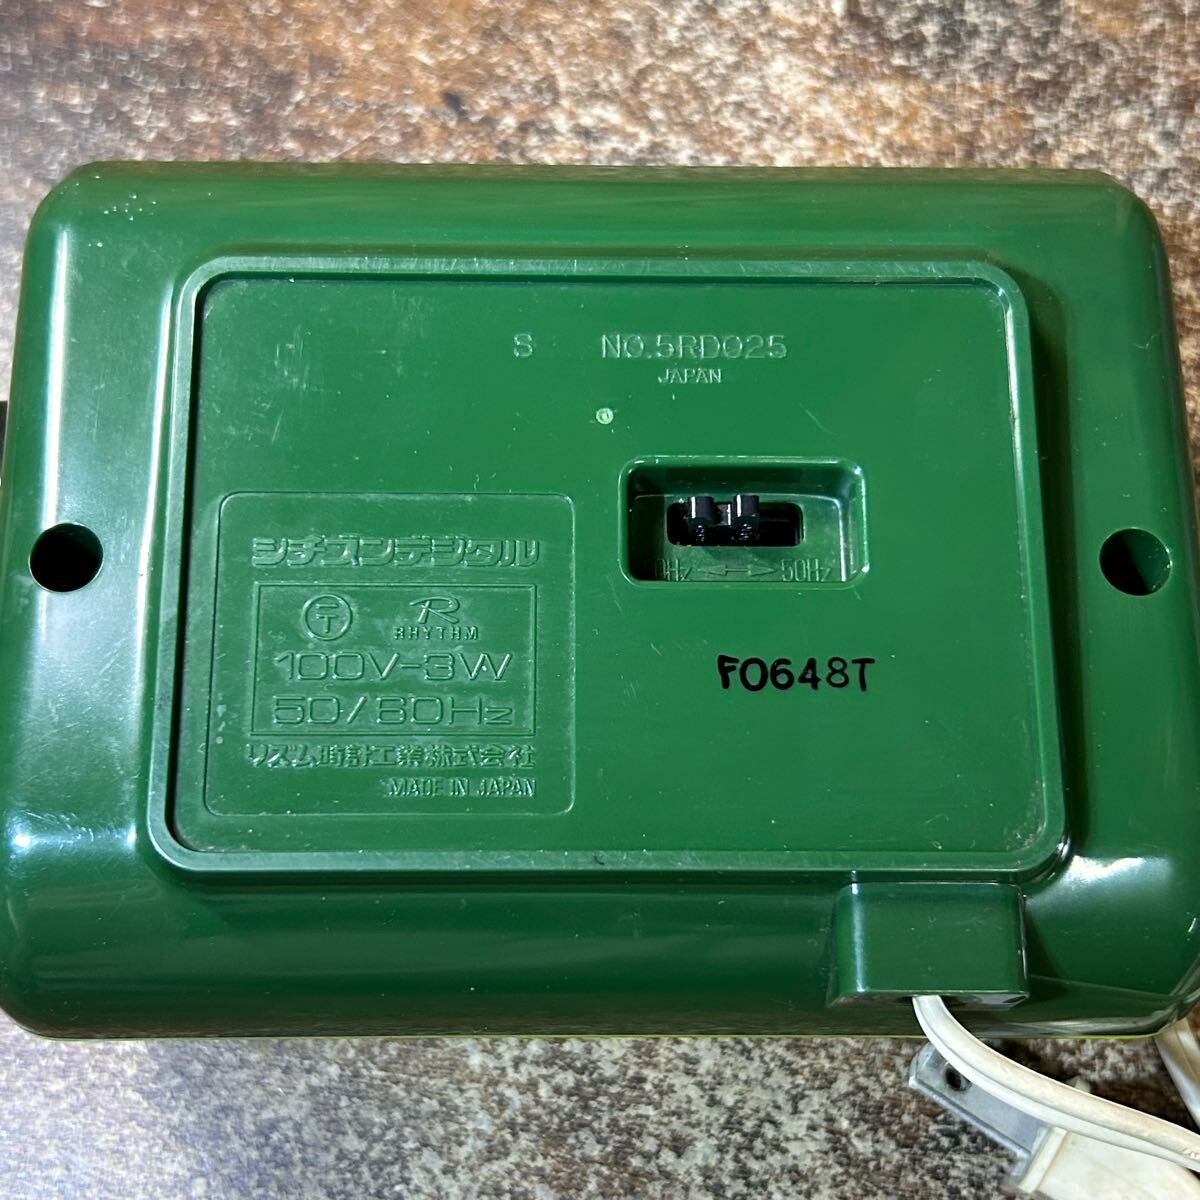 S NO.5RD025
JAPAN
シチズンデジタル
T R
RHYTHM
100V-3W
50/60Hz
リズム時計工業株式会社
MADE IN JAPAN
0Hz ←→ 50Hz
F0648T